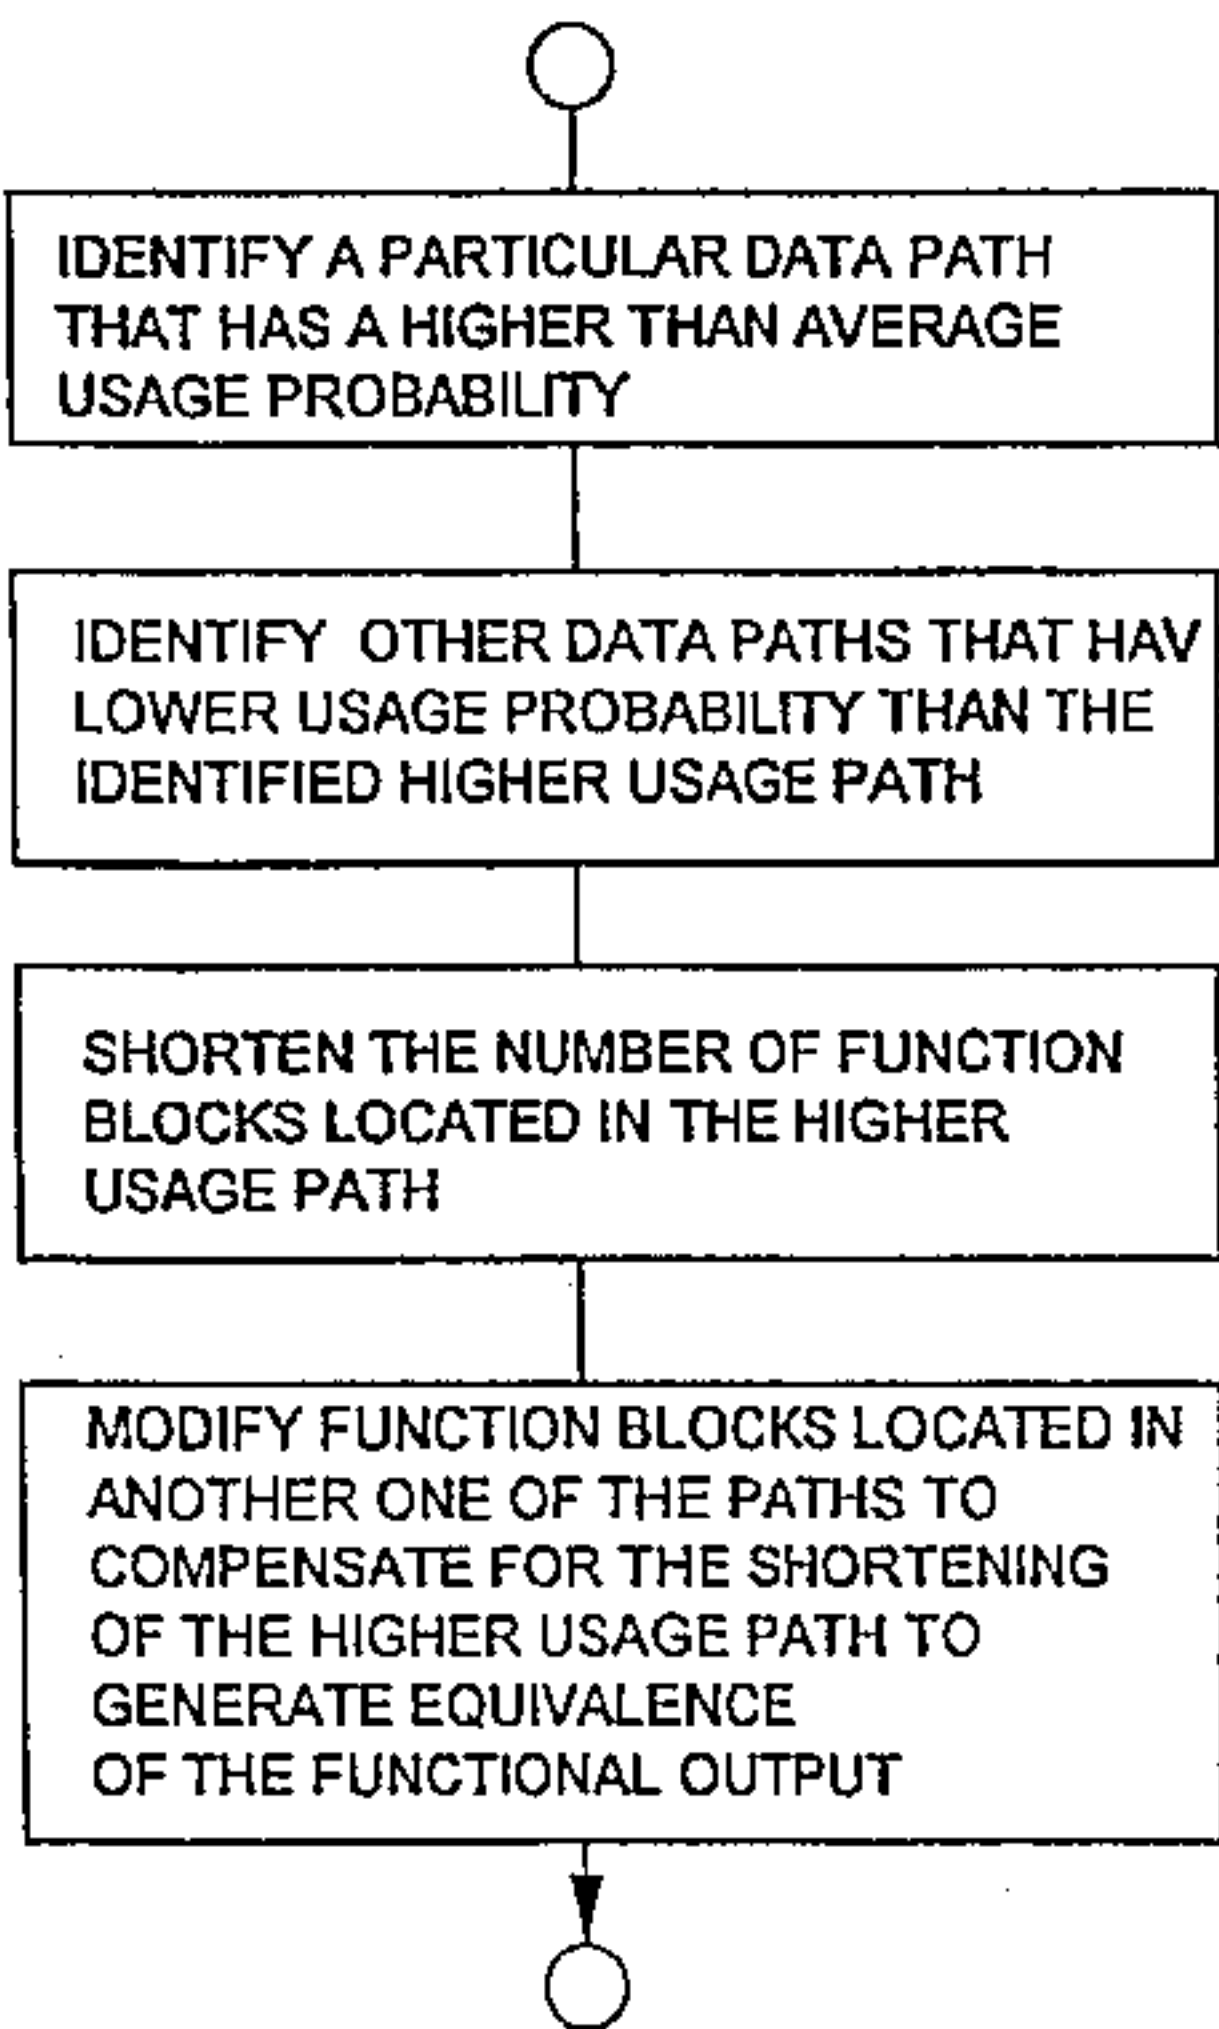 IDENTIFY A PARTICULAR DATA PATH
THAT HAS A HIGHER THAN AVERAGE
USAGE PROBABILITY
IDENTIFY OTHER DATA PATHS THAT HAV
LOWER USAGE PROBABILITY THAN THE
IDENTIFIED HIGHER USAGE PATH
SHORTEN THE NUMBER OF FUNCTION
BLOCKS LOCATED IN THE HIGHER
USAGE PATH
MODIFY FUNCTION BLOCKS LOCATED IN
ANOTHER ONE OF THE PATHS TO
COMPENSATE FOR THE SHORTENING
OF THE HIGHER USAGE PATH TO
GENERATE EQUIVALENCE
OF THE FUNCTIONAL OUTPUT